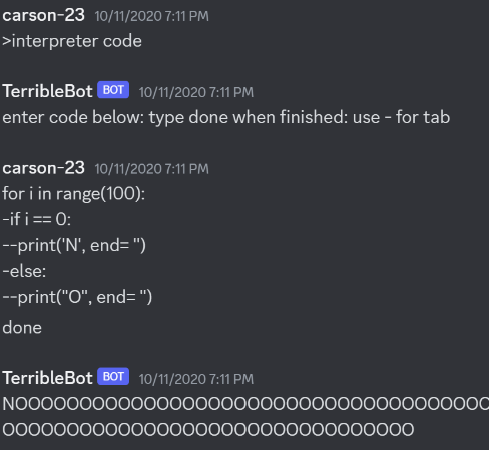 carson-23 10/11/2020 7:11 PM
>interpreter code
TerribleBot BOT 10/11/2020 7:11 PM
enter code below: type done when finished: use - for tab
carson-23 10/11/2020 7:11 PM
for i in range(100):
-if i == 0:
--print('N', end= '')
-else:
--print("O", end= '')
done
TerribleBot BOT 10/11/2020 7:11 PM
NOOOOOOOOOOOOOOOOOOOOOOOOOOOOOOOOOOOOO
OOOOOOOOOOOOOOOOOOOOOOOOOOOOOOOO